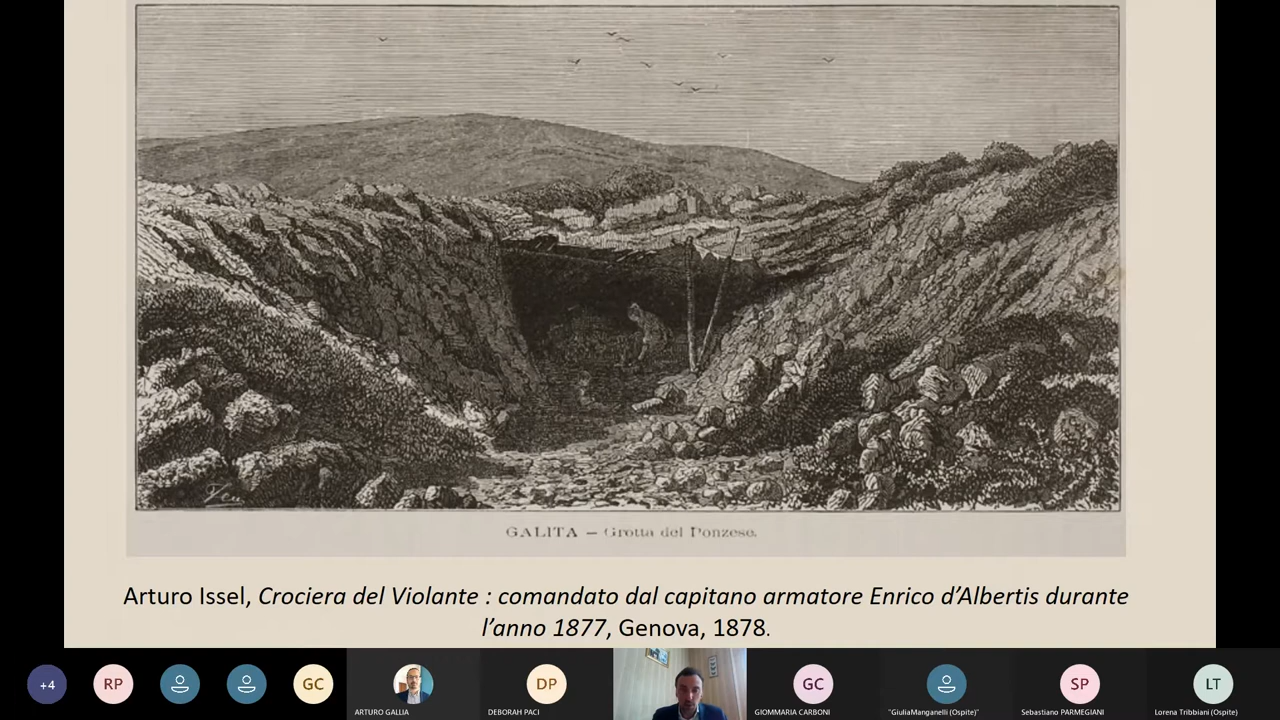 GALITA — Grotta del Ponzese.
Arturo Issel, Crociera del Violante : comandato dal capitano armatore Enrico d’Albertis durante
l’anno 1877, Genova, 1878.
+4
RP
GC
ARTURO GALLIA
DP
DEBORAH PACI
GC
GIOMMARIA CARBONI
"GiuliaManganelli (Ospite)"
SP
Sebastiano PARMEGIANI
LT
Lorena Tribbiani (Ospite)